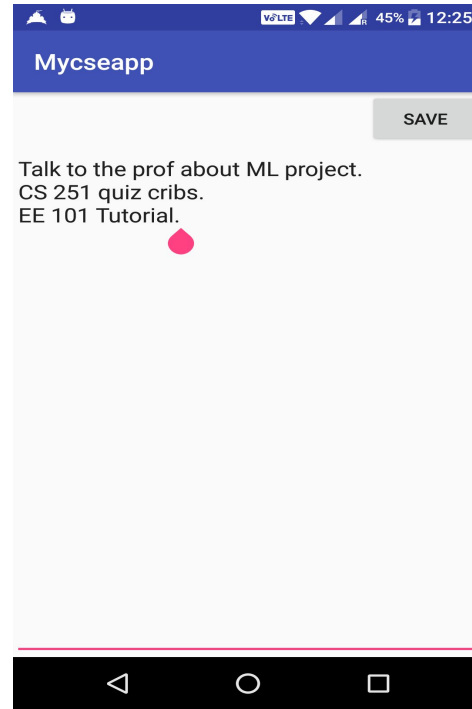 VoLTE R 45% 12:25
Mycseapp
SAVE
Talk to the prof about ML project.
CS 251 quiz cribs.
EE 101 Tutorial.